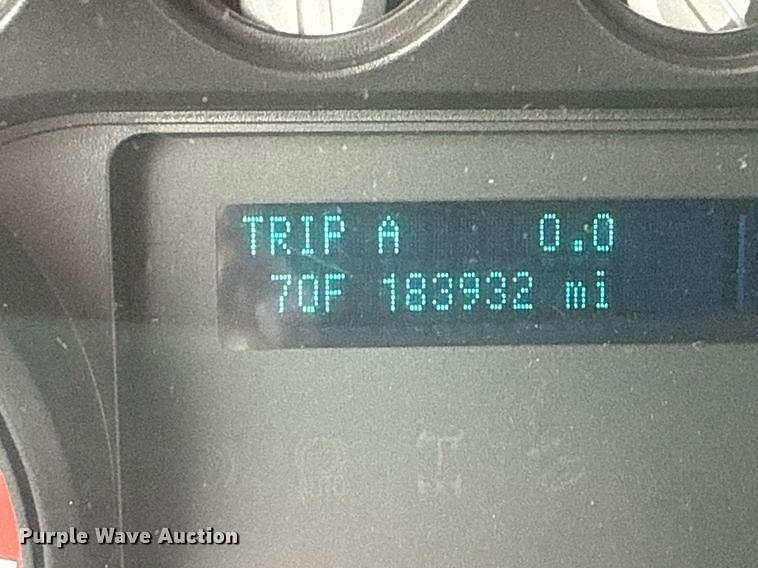 TRIP A 0.0
70F 183932 mi
Purple Wave Auction